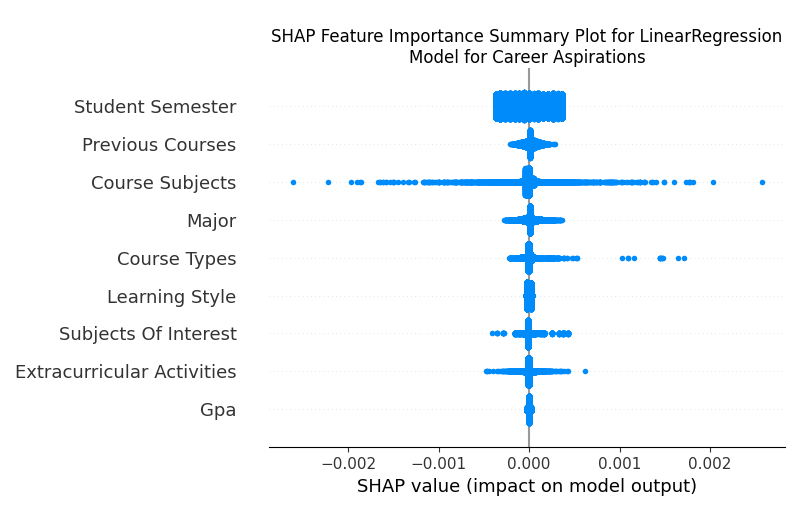 SHAP Feature Importance Summary Plot for LinearRegression
Model for Career Aspirations
Student Semester
Previous Courses
Course Subjects
Major
Course Types
Learning Style
Subjects Of Interest
Extracurricular Activities
Gpa
−0.002 −0.001 0.000 0.001 0.002
SHAP value (impact on model output)